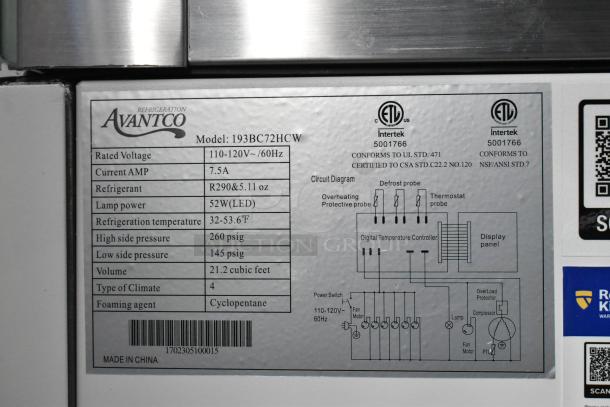 REFRIGERATION
AVANTCO
Model: 193BC72HCW
Rated Voltage 110-120V~ /60Hz
Current AMP 7.5A
Refrigerant R290&5.11 oz
Lamp power 52W(LED)
Refrigeration temperature 32-53.6℉
High side pressure 260 psig
Low side pressure 145 psig
Volume 21.2 cubic feet
Type of Climate 4
Foaming agent Cyclopentane
1702305100015
MADE IN CHINA
C ETL US
Intertek
5001766
CONFORMS TO UL STD. 471
CERTIFIED TO CSA STD.C22.2 NO.120
ETL
Intertek
5001766
CONFORMS TO
NSF/ANSI STD.7
Circuit Diagram
Defrost probe
Overheating
Protective probe
Thermostat
probe
Digital Temperature Controller
Display
panel
Power Switch
110-120V~
60Hz
Fan
Motor
Lamp
Fan
Motor
OverLoad
Protector
Compressor
SCAN